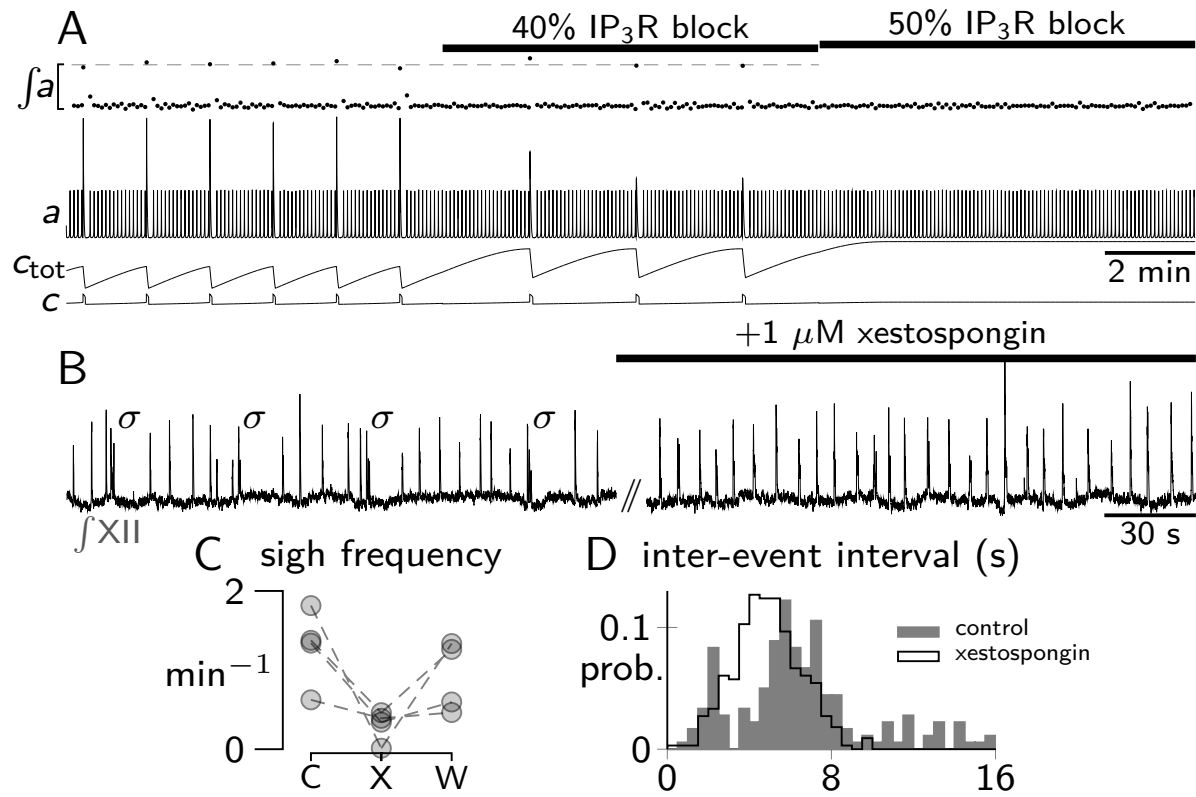 A
40% IP₃R block
50% IP₃R block
∫a
a
c_tot
c
2 min
B
+1 μM xestospongin
σ σ σ σ
//
∫XII
30 s
C sigh frequency
2
min⁻¹
0
C X W
D inter-event interval (s)
0.1
prob.
0
control
xestospongin
0 8 16